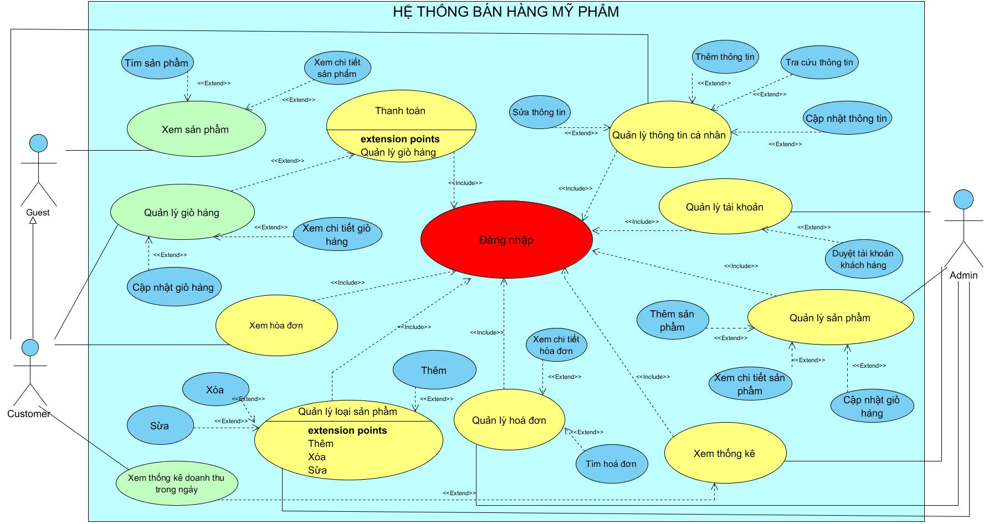 HỆ THỐNG BÁN HÀNG MỸ PHẨM
Tìm sản phẩm
<<Extend>>
Xem chi tiết
sản phẩm
<<Extend>>
Xem sản phẩm
Thanh toán
extension points
Quản lý giỏ hàng
<<Extend>>
<<Include>>
Thêm thông tin
<<Extend>>
Tra cứu thông tin
<<Extend>>
Sửa thông tin
<<Extend>>
Cập nhật thông tin
<<Extend>>
Quản lý thông tin cá nhân
<<Include>>
Guest
Quản lý giỏ hàng
<<Extend>>
Xem chi tiết giỏ
hàng
<<Extend>>
Cập nhật giỏ hàng
Đăng nhập
Quản lý tài khoản
<<Include>>
<<Extend>>
Duyệt tài khoản
khách hàng
Admin
<<Include>>
<<Include>>
Xem hóa đơn
<<Include>>
<<Include>>
Thêm sản
phẩm
<<Extend>>
Quản lý sản phẩm
<<Extend>>
Xem chi tiết sản
phẩm
<<Extend>>
Cập nhật giỏ
hàng
Customer
Xóa
<<Extend>>
Thêm
<<Extend>>
Sửa
<<Extend>>
Quản lý loại sản phẩm
extension points
Thêm
Xóa
Sửa
Xem chi tiết
hóa đơn
<<Extend>>
Quản lý hoá đơn
<<Extend>>
Tìm hoá đơn
<<Include>>
Xem thống kê
Xem thống kê doanh thu
trong ngày
<<Extend>>